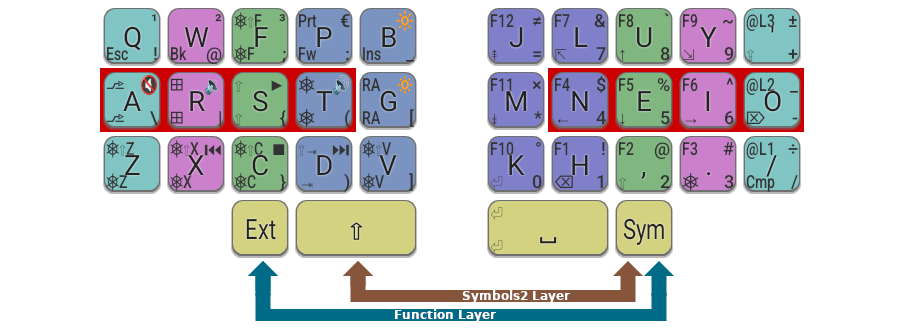 ¹ ² ⇧F ³ Prt € F12 ≠ F7 & F8 ` F9 ~ @L3 ±
Q W F P B J L U Y '
Esc ! Bk @ F ; Fw : Ins _ ⇞ = ↖ 7 ↑ 8 ↘ 9 ⇧ +
⇧ ▶ RA F11 × F4 $ F5 % F6 ^ @L2 _
A R S T G M N E I O
\ | ⇧ { ( RA [ ⇟ * ← 4 ↓ 5 → 6 ⌦ -
⇧Z ⇧X ⏮ ⇧C ■ ⇧→ ⏭ ⇧V F10 ° F1 ! F2 @ F3 # @L1 ÷
Z X C D V K H , . /
Z X C } ⇥ ) V ] 0 ⌫ 1 ⇧ 2 3 Cmp /
Ext ⇧ ⏎ ⎵ Sym
⏎
Symbols2 Layer
Function Layer